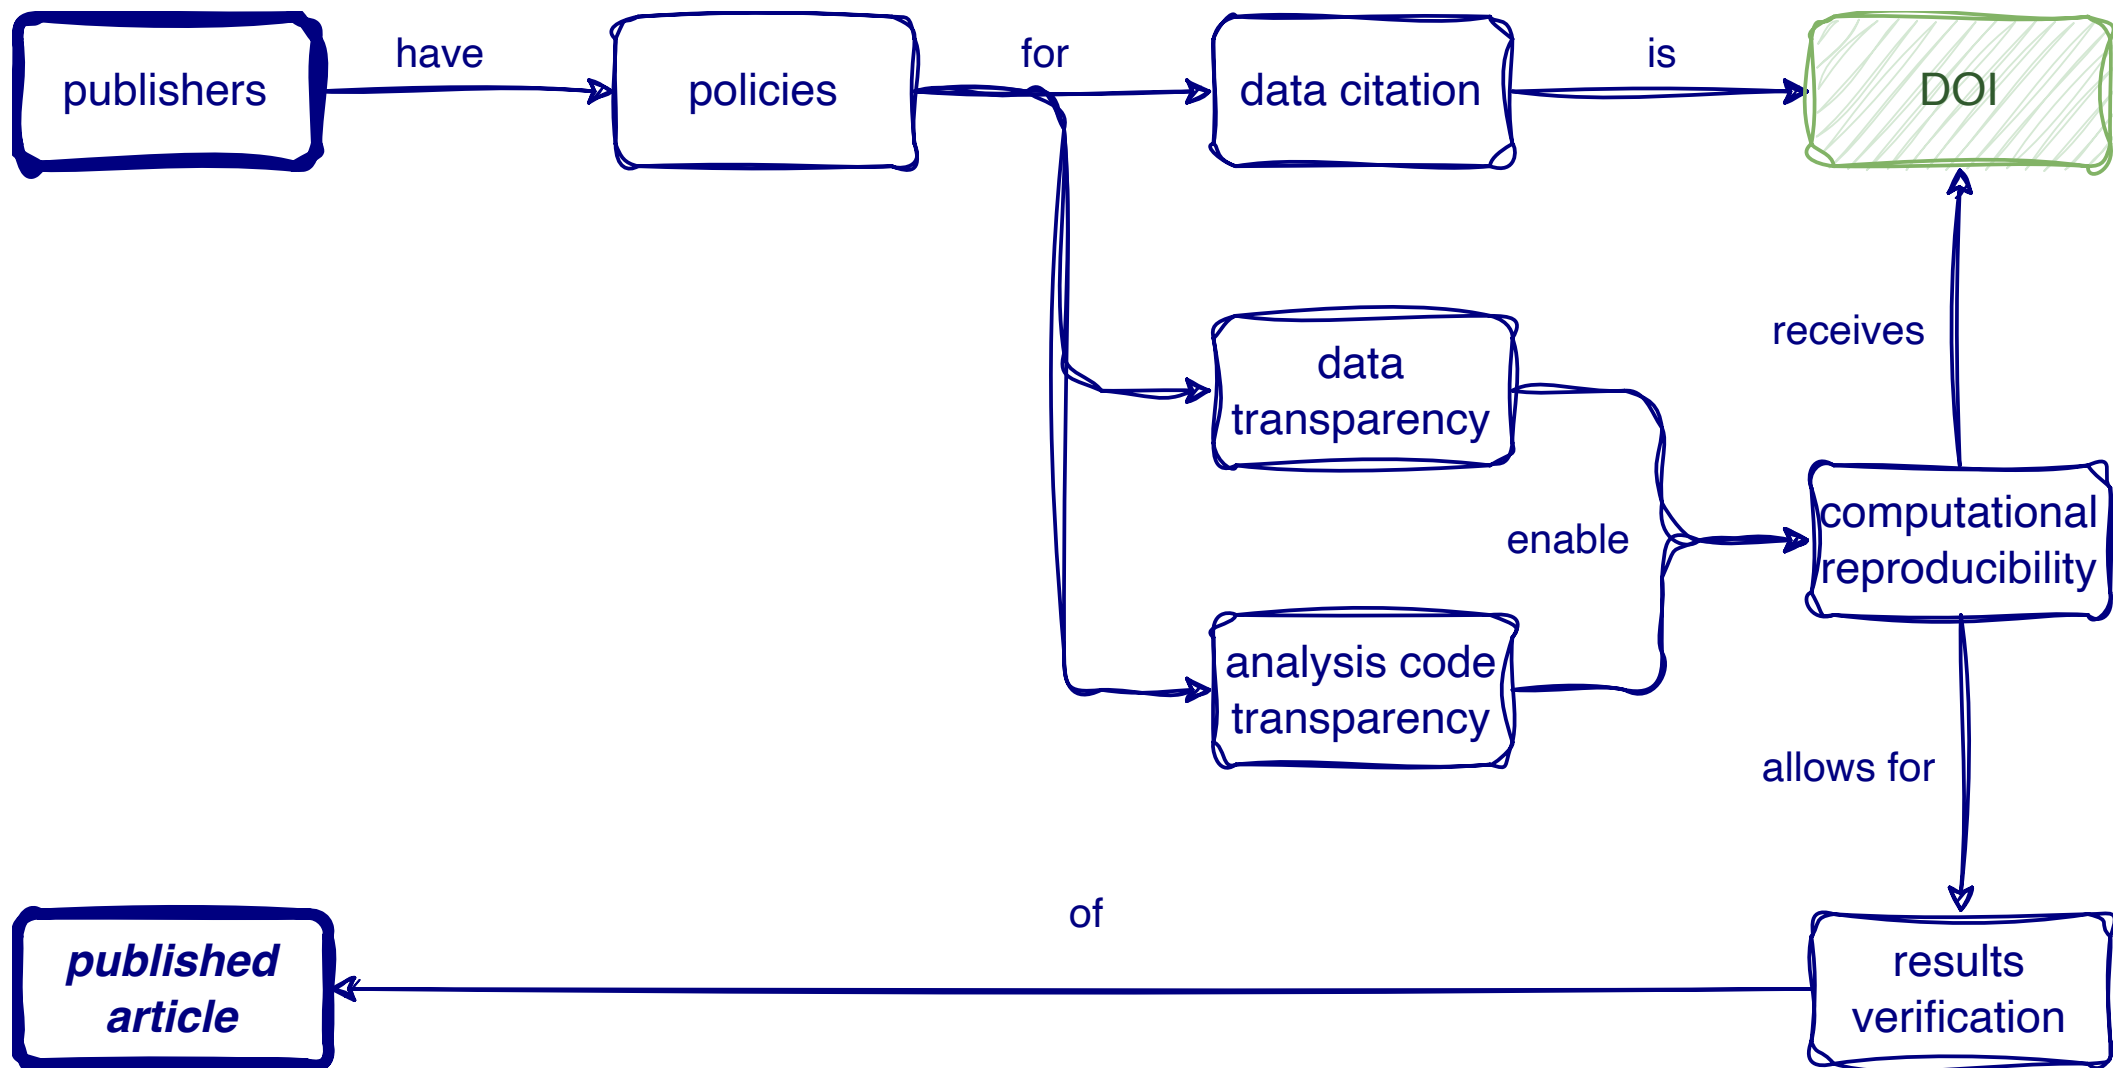 publishers
have
policies
for
data citation
is
DOI
receives
data
transparency
computational
reproducibility
enable
analysis code
transparency
allows for
of
published
article
results
verification